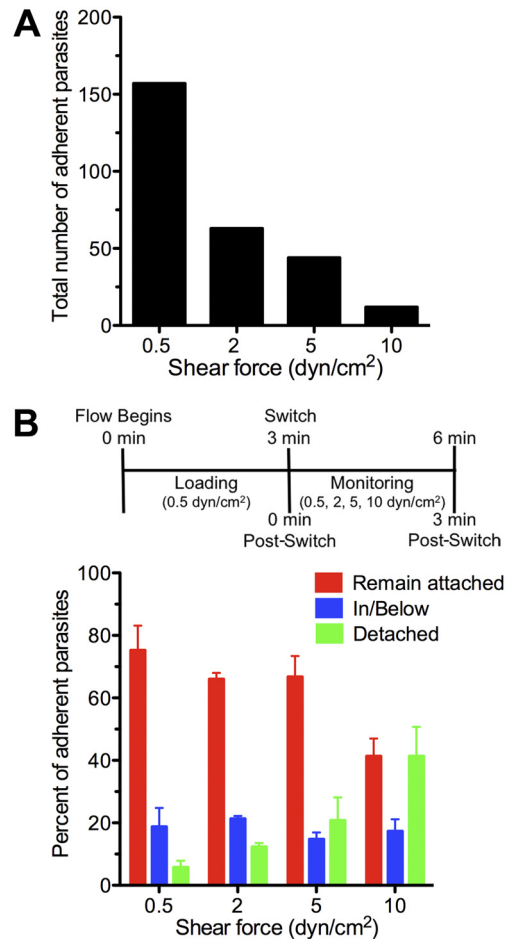 A
Total number of adherent parasites
200
150
100
50
0
0.5 2 5 10
Shear force (dyn/cm²)
B
Flow Begins Switch
0 min 3 min 6 min
Loading Monitoring
(0.5 dyn/cm²) (0.5, 2, 5, 10 dyn/cm²)
0 min 3 min
Post-Switch Post-Switch
Percent of adherent parasites
100
80
60
40
20
0
Remain attached
In/Below
Detached
0.5 2 5 10
Shear force (dyn/cm²)